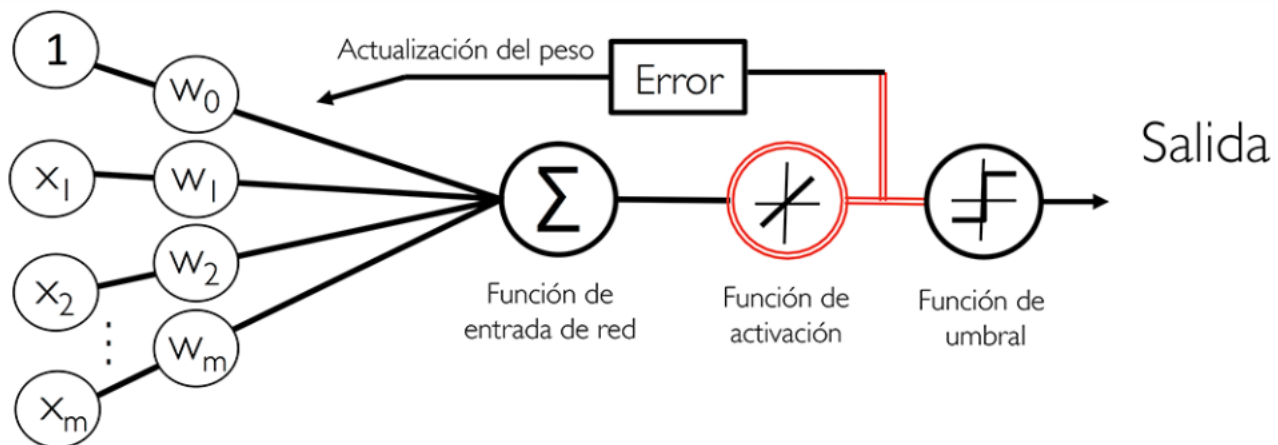 1
w0
Actualización del peso
Error
Salida
x1
w1
Σ
x2
w2
Función de
entrada de red
Función de
activación
Función de
umbral
⋮
wm
xm